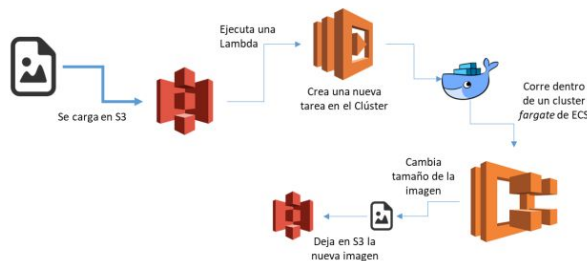 Ejecuta una
Lambda
Se carga en S3
Crea una nueva
tarea en el Clúster
Corre dentro
de un cluster
fargate de ECS
Cambia
tamaño de la
imagen
Deja en S3 la
nueva imagen